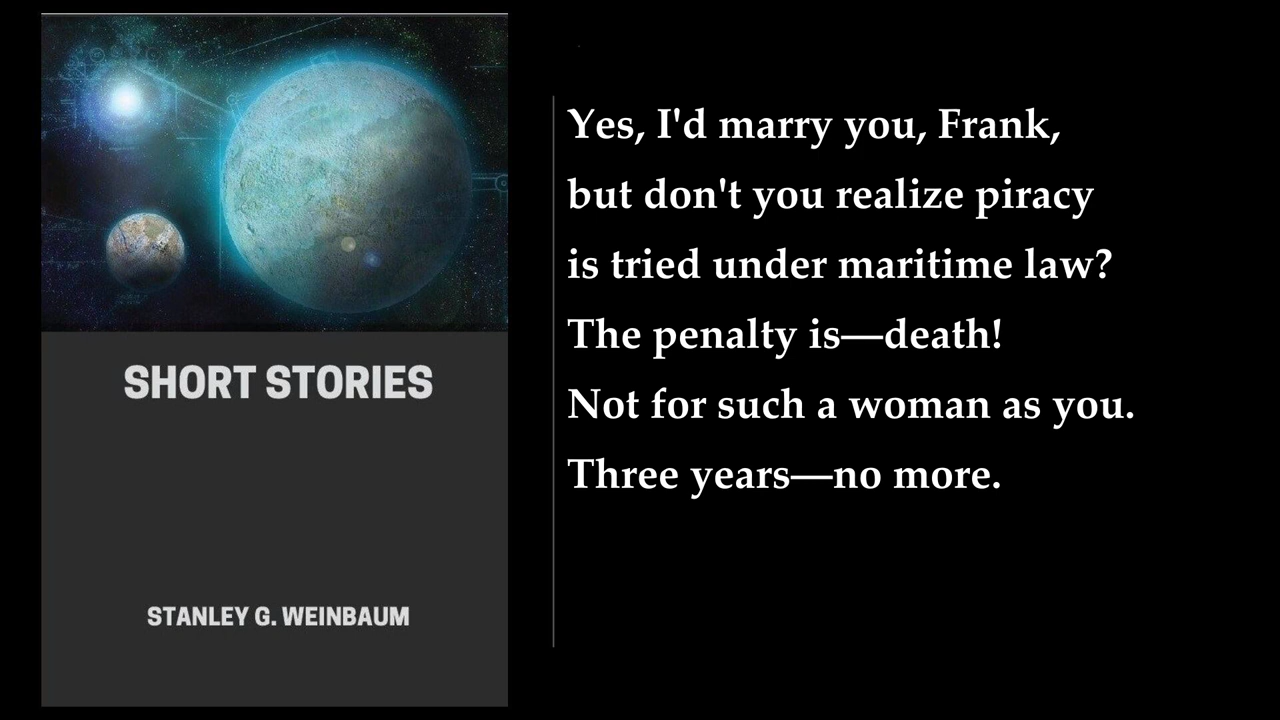 SHORT STORIES
STANLEY G. WEINBAUM
Yes, I'd marry you, Frank,
but don't you realize piracy
is tried under maritime law?
The penalty is—death!
Not for such a woman as you.
Three years—no more.